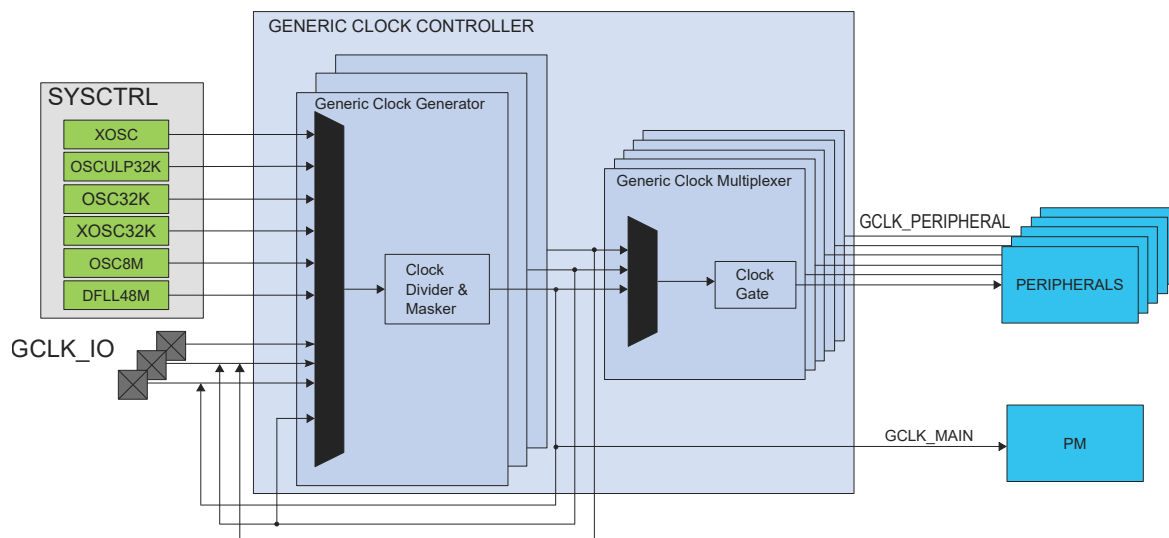 GENERIC CLOCK CONTROLLER
SYSCTRL
XOSC
OSCULP32K
OSC32K
XOSC32K
OSC8M
DFLL48M
GCLK_IO
Generic Clock Generator
Clock
Divider &
Masker
Generic Clock Multiplexer
Clock
Gate
GCLK_PERIPHERAL
PERIPHERALS
GCLK_MAIN
PM